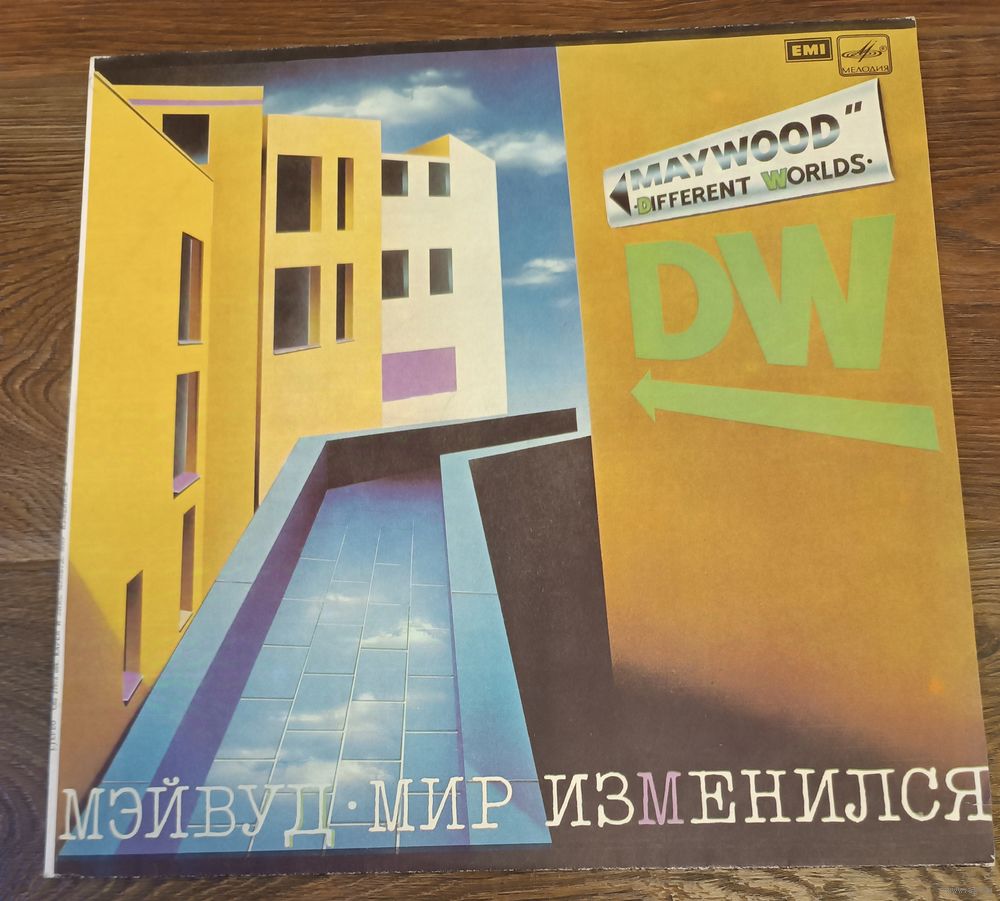 EMI
МЕЛОДИЯ
MAYWOOD"
·DIFFERENT WORLDS·
DW
МЭЙВУД·МИР ИЗМЕНИЛСЯ